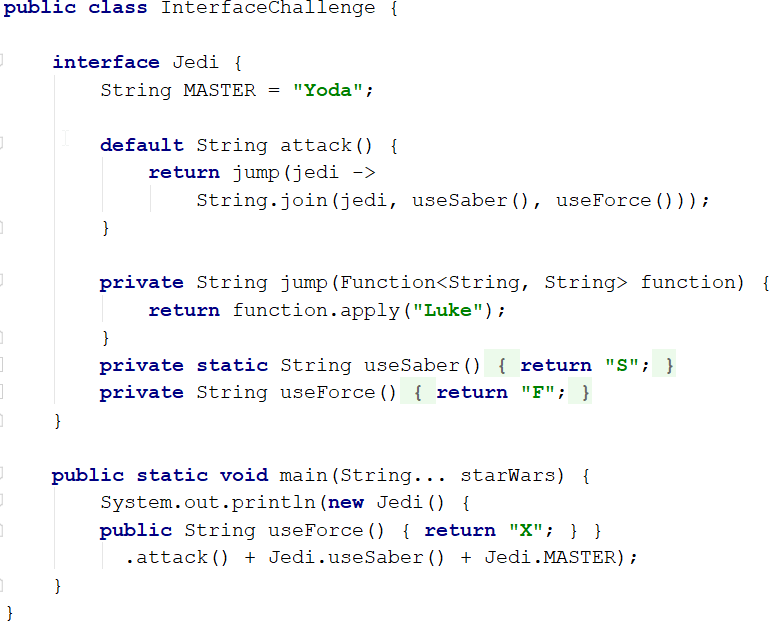 public class InterfaceChallenge {
interface Jedi {
String MASTER = "Yoda";
default String attack() {
return jump(jedi ->
String.join(jedi, useSaber(), useForce()));
}
private String jump(Function<String, String> function) {
return function.apply("Luke");
}
private static String useSaber() { return "S"; }
private String useForce() { return "F"; }
}
public static void main(String... starWars) {
System.out.println(new Jedi() {
public String useForce() { return "X"; } }
.attack() + Jedi.useSaber() + Jedi.MASTER);
}
}